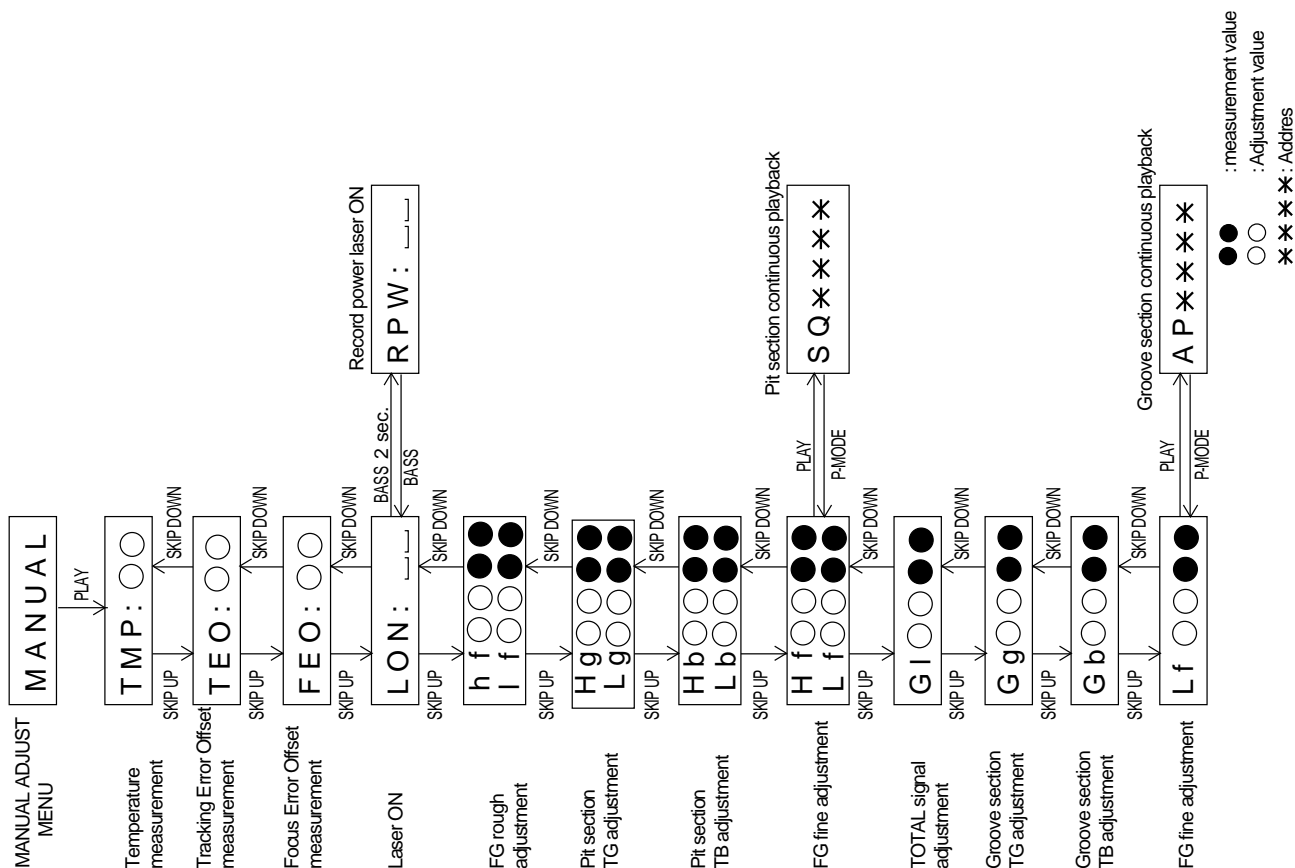 MANUAL ADJUST
MENU
MANUAL
PLAY
Temperature
measurement
TMP:○○
SKIP UP
SKIP DOWN
Tracking Error Offset
measurement
TEO:○○
SKIP UP
SKIP DOWN
Focus Error Offset
measurement
FEO:○○
SKIP UP
SKIP DOWN
Laser ON
LON:
BASS 2 sec.
BASS
Record power laser ON
RPW:
SKIP UP
SKIP DOWN
FG rough
adjustment
hf○○●●
lf○○●●
SKIP UP
SKIP DOWN
Pit section
TG adjustment
Hg○○●●
Lg○○●●
SKIP UP
SKIP DOWN
Pit section
TB adjustment
Hb○○●●
Lb○○●●
SKIP UP
SKIP DOWN
FG fine adjustment
Hf○○●●
Lf○○●●
PLAY
P-MODE
Pit section continuous playback
SQ****
SKIP UP
SKIP DOWN
TOTAL signal
adjustment
Gl○○●●
SKIP UP
SKIP DOWN
Groove section
TG adjustment
Gg○○●●
SKIP UP
SKIP DOWN
Groove section
TB adjustment
Gb○○●●
SKIP UP
SKIP DOWN
FG fine adjustment
Lf○○●●
PLAY
P-MODE
Groove section continuous playback
AP****
●● :measurement value
○○ :Adjustment value
****: Addres